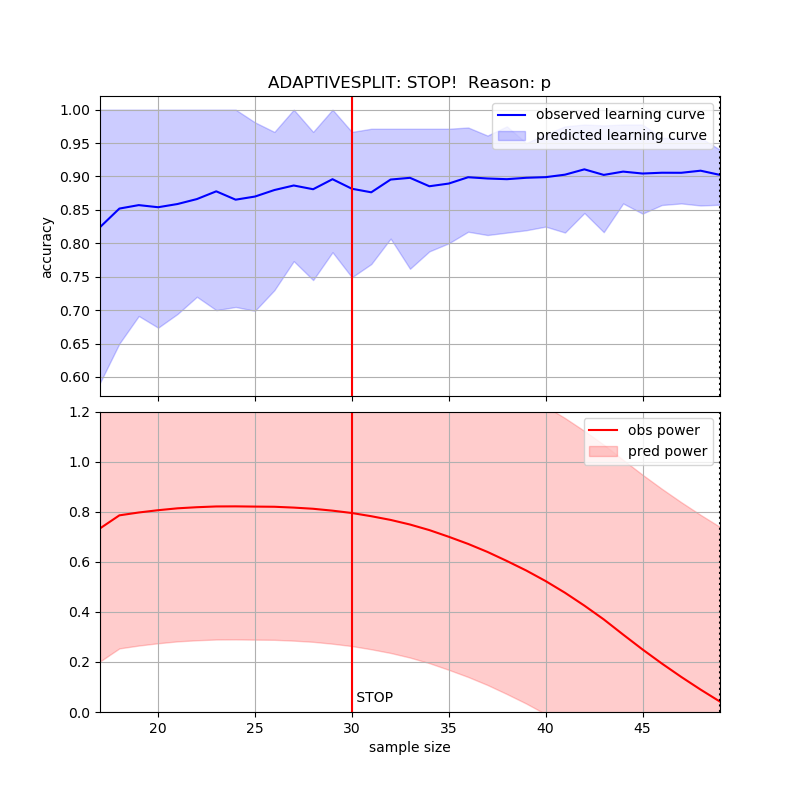 ADAPTIVESPLIT: STOP!  Reason: p
1.00
0.95
0.90
0.85
0.80
0.75
0.70
0.65
0.60
accuracy
observed learning curve
predicted learning curve
1.2
1.0
0.8
0.6
0.4
0.2
0.0
obs power
pred power
STOP
20
25
30
35
40
45
sample size